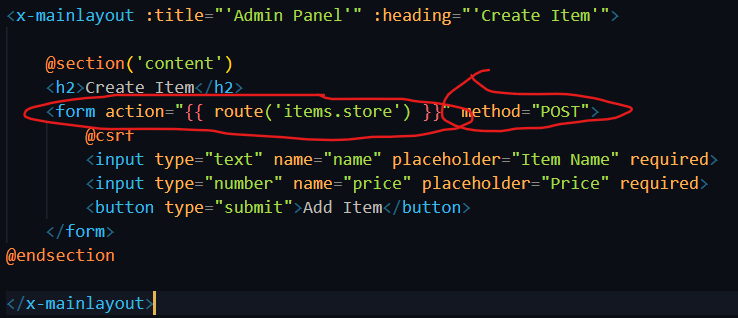 <x-mainlayout :title="'Admin Panel'" :heading="'Create Item'">
@section('content')
<h2>Create Item</h2>
<form action="{{ route('items.store') }}" method="POST">
@csrf
<input type="text" name="name" placeholder="Item Name" required>
<input type="number" name="price" placeholder="Price" required>
<button type="submit">Add Item</button>
</form>
@endsection
</x-mainlayout>